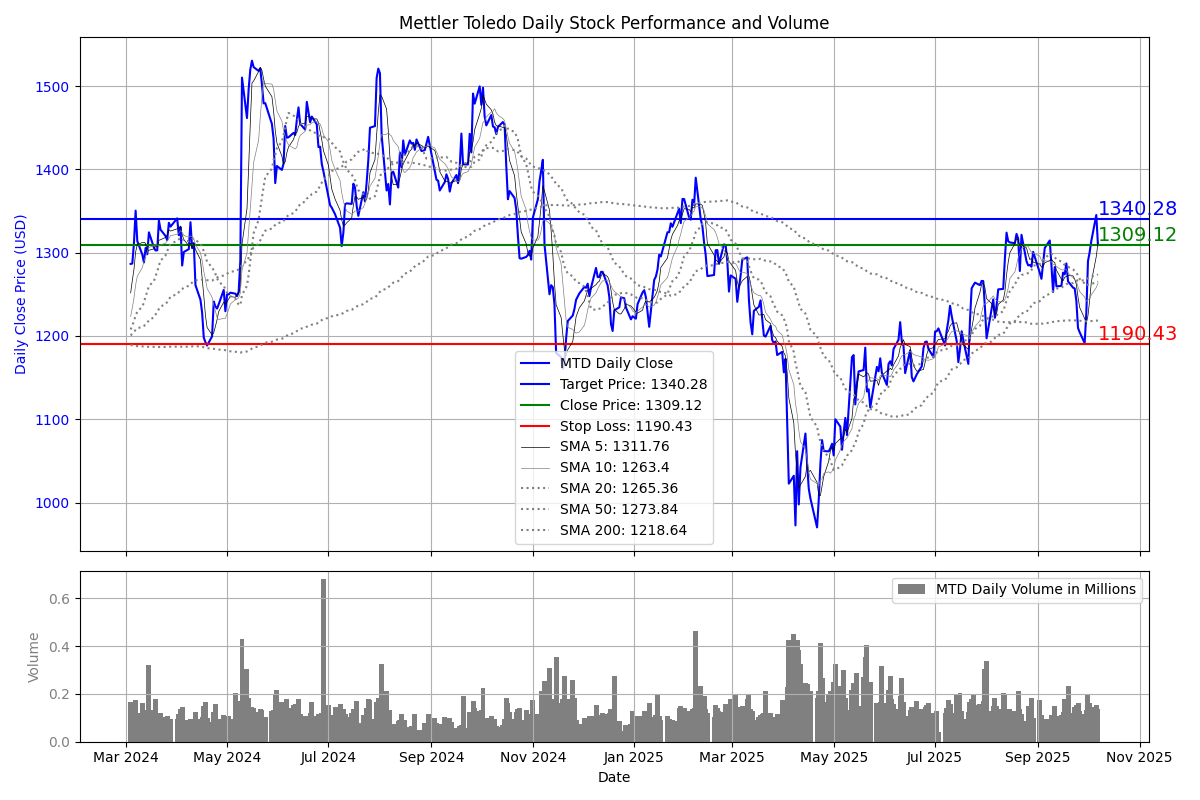 Mettler Toledo Daily Stock Performance and Volume
Daily Close Price (USD)
1500
1400
1300
1200
1100
1000
1340.28
1309.12
1190.43
MTD Daily Close
Target Price: 1340.28
Close Price: 1309.12
Stop Loss: 1190.43
SMA 5: 1311.76
SMA 10: 1263.4
SMA 20: 1265.36
SMA 50: 1273.84
SMA 200: 1218.64
Volume
0.6
0.4
0.2
0.0
MTD Daily Volume in Millions
Mar 2024 May 2024 Jul 2024 Sep 2024 Nov 2024 Jan 2025 Mar 2025 May 2025 Jul 2025 Sep 2025 Nov 2025
Date